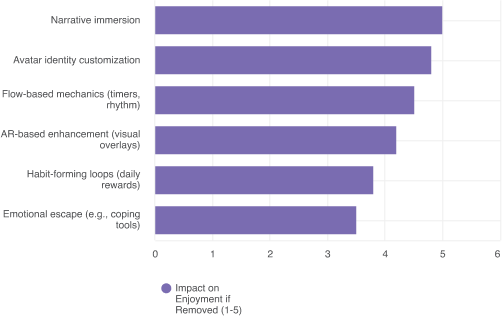 Narrative immersion
Avatar identity customization
Flow-based mechanics (timers,
rhythm)
AR-based enhancement (visual
overlays)
Habit-forming loops (daily
rewards)
Emotional escape (e.g., coping
tools)
0 1 2 3 4 5 6
Impact on
Enjoyment if
Removed (1-5)